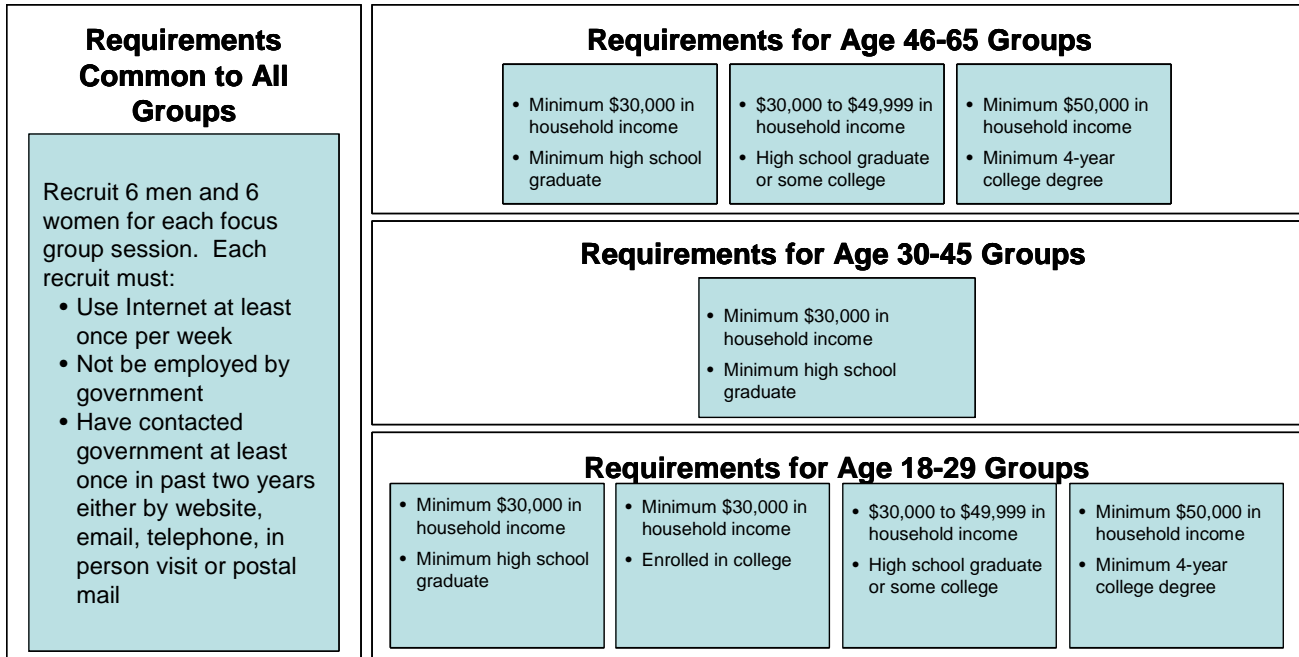 Requirements
Common to All
Groups
Recruit 6 men and 6
women for each focus
group session.  Each
recruit must:
• Use Internet at least
once per week
• Not be employed by
government
• Have contacted
government at least
once in past two years
either by website,
email, telephone, in
person visit or postal
mail
Requirements for Age 46-65 Groups
• Minimum $30,000 in
household income
• Minimum high school
graduate
• $30,000 to $49,999 in
household income
• High school graduate
or some college
• Minimum $50,000 in
household income
• Minimum 4-year
college degree
Requirements for Age 30-45 Groups
• Minimum $30,000 in
household income
• Minimum high school
graduate
Requirements for Age 18-29 Groups
• Minimum $30,000 in
household income
• Minimum high school
graduate
• Minimum $30,000 in
household income
• Enrolled in college
• $30,000 to $49,999 in
household income
• High school graduate
or some college
• Minimum $50,000 in
household income
• Minimum 4-year
college degree